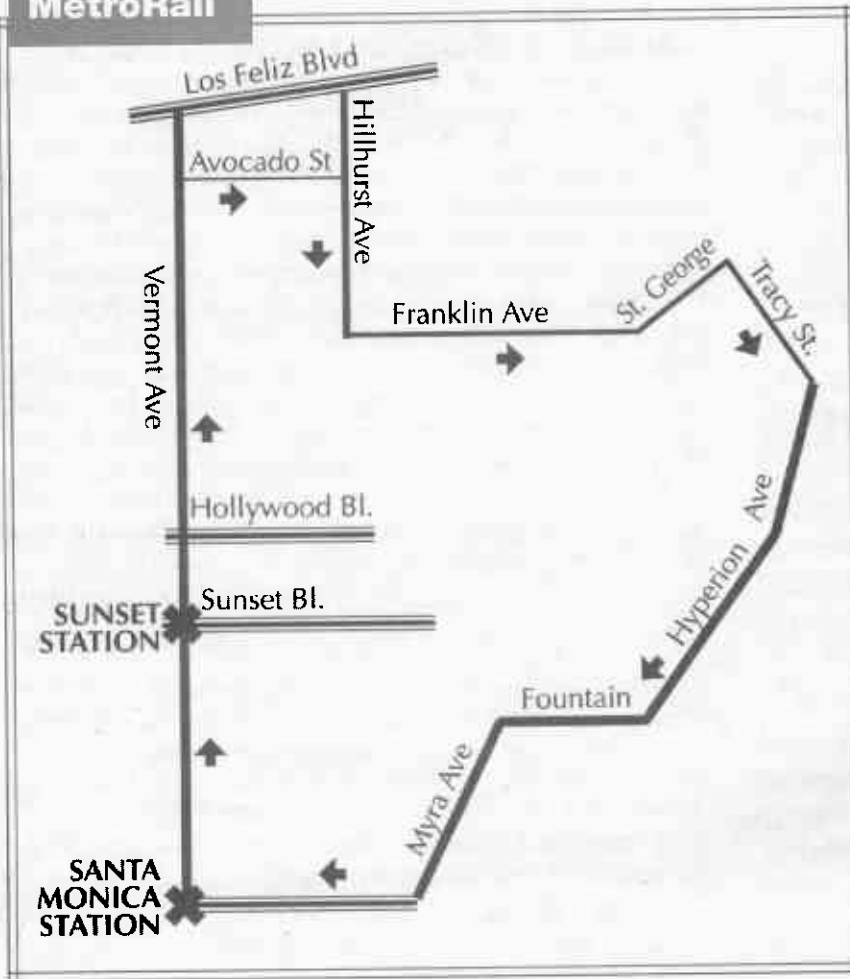 MetroRail
Los Feliz Blvd
Hillhurst Ave
Avocado St
Vermont Ave
Franklin Ave
St. George
Tracy St.
Hollywood Bl.
Hyperion Ave
Sunset Bl.
SUNSET
STATION
Fountain
Myra Ave
SANTA
MONICA
STATION